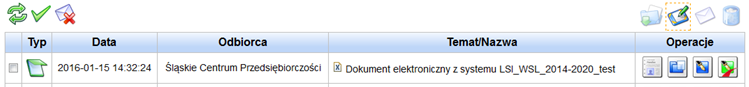 Typ Data Odbiorca Temat/Nazwa Operacje
2016-01-15 14:32:24 Śląskie Centrum Przedsiębiorczości Dokument elektroniczny z systemu LSI_WSL_2014-2020_test